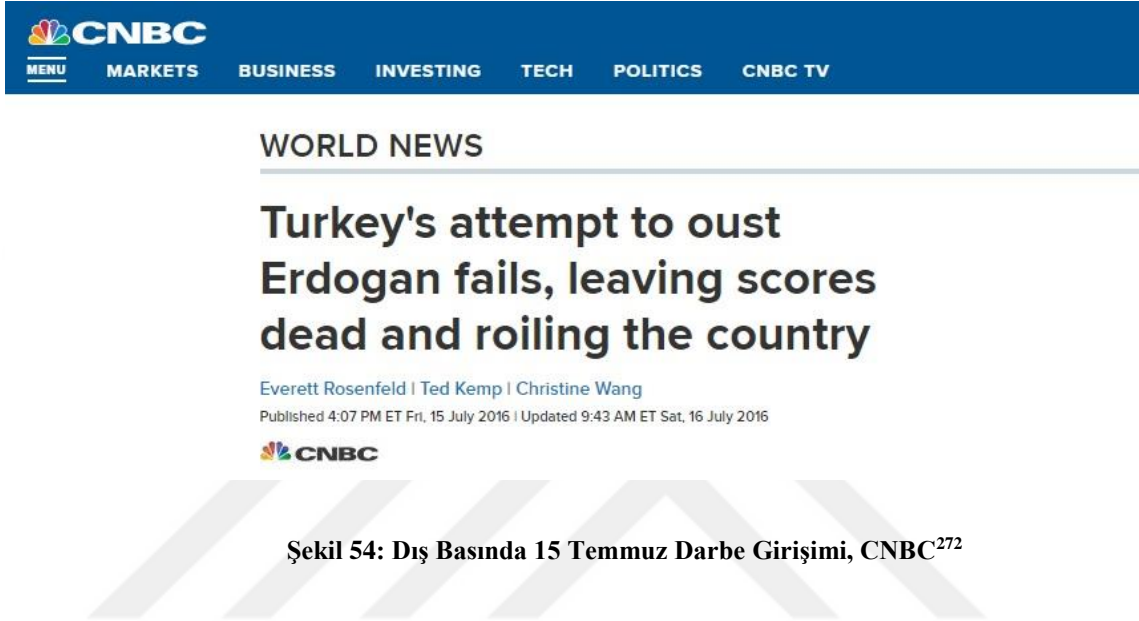 CNBC
MENU MARKETS BUSINESS INVESTING TECH POLITICS CNBC TV
WORLD NEWS
Turkey's attempt to oust
Erdogan fails, leaving scores
dead and roiling the country
Everett Rosenfeld | Ted Kemp | Christine Wang
Published 4:07 PM ET Fri, 15 July 2016 | Updated 9:43 AM ET Sat, 16 July 2016
CNBC
Şekil 54: Dış Basında 15 Temmuz Darbe Girişimi, CNBC272